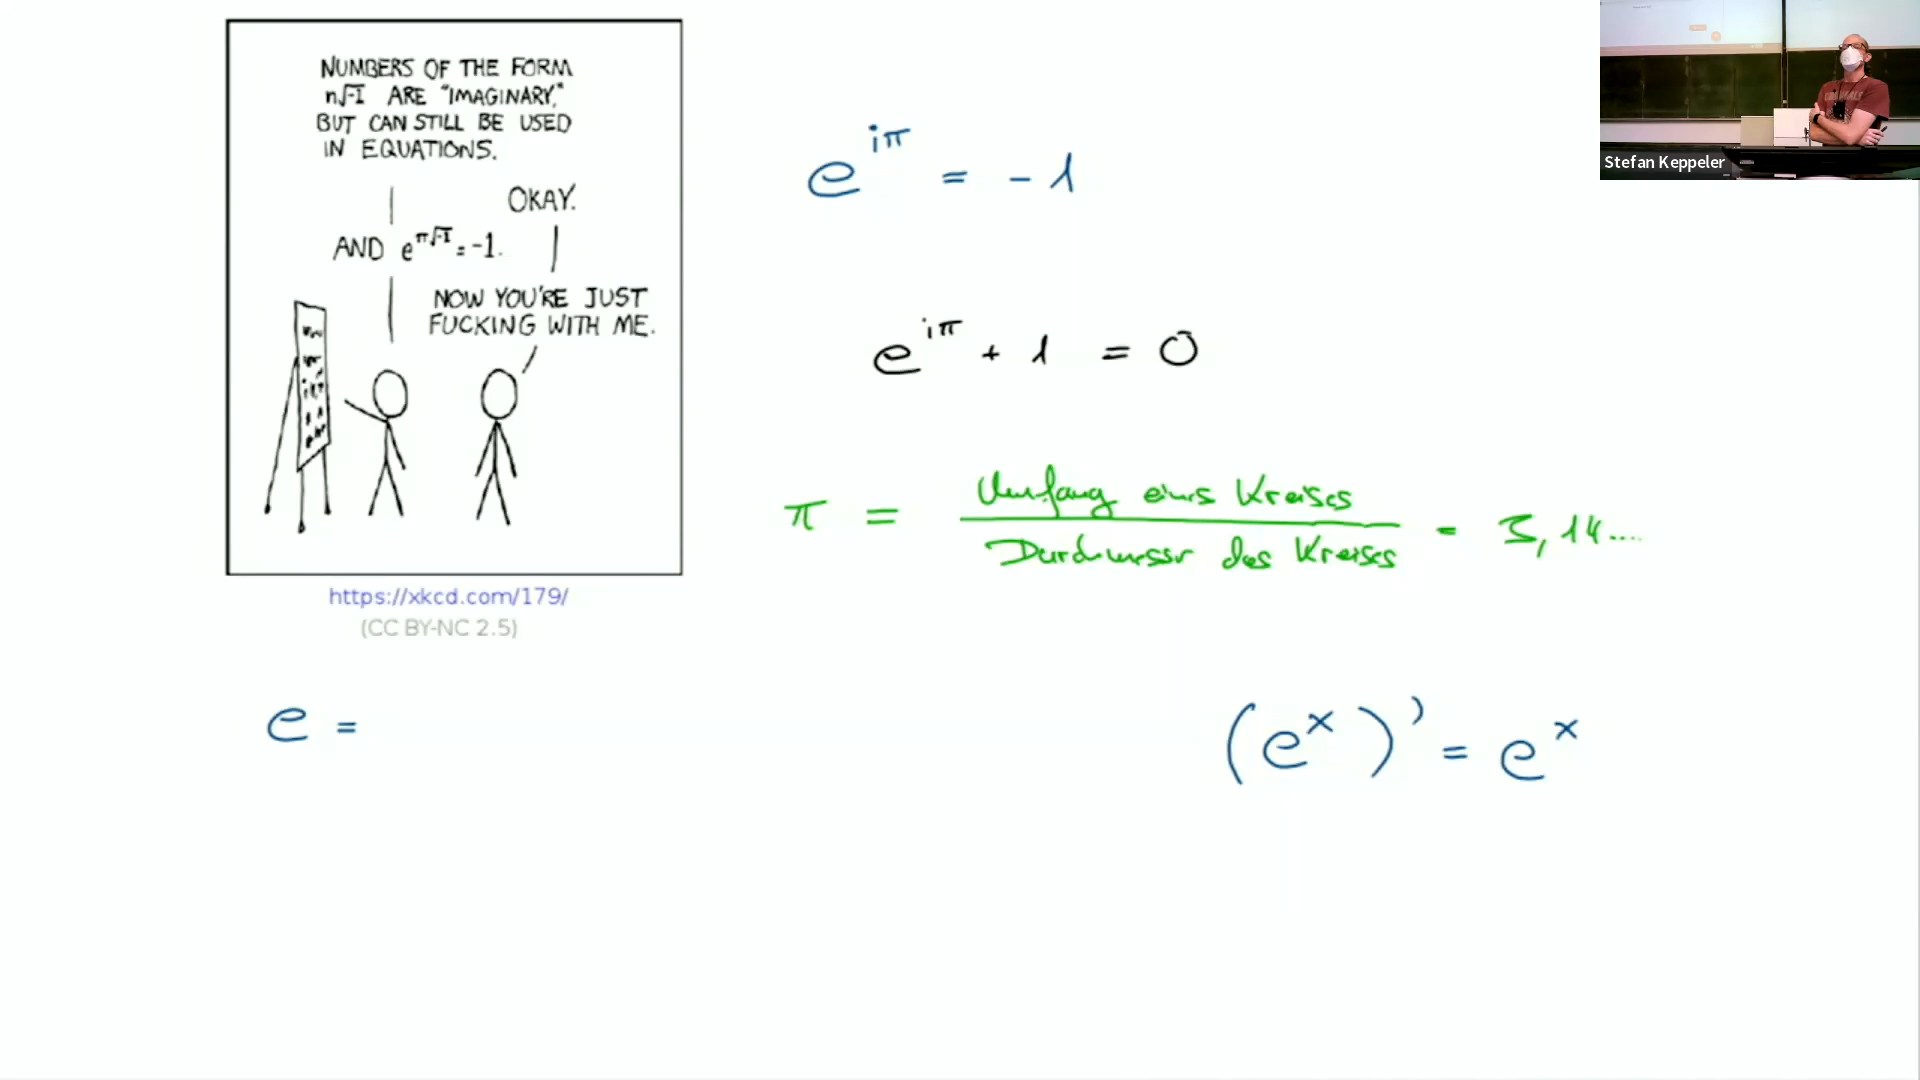 NUMBERS OF THE FORM
n√-1 ARE "IMAGINARY,"
BUT CAN STILL BE USED
IN EQUATIONS.
OKAY.
AND e^π√-1 = -1.
NOW YOU'RE JUST
FUCKING WITH ME.
https://xkcd.com/179/
(CC BY-NC 2.5)
e^iπ = -1
e^iπ + 1 = 0
π = Umfang eines Kreises / Durchmesser des Kreises = 3,14....
e =
(e^x)' = e^x
Stefan Keppeler